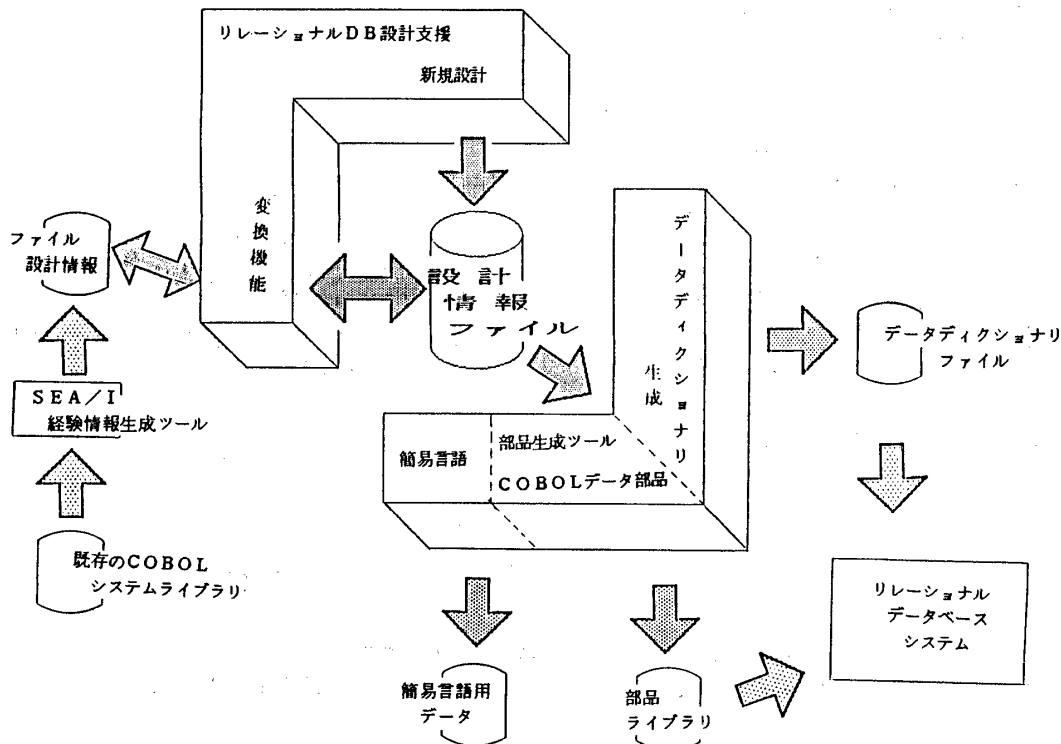 リレーショナルDB設計支援
新規設計
変換機能
ファイル
設計情報
設計
情報
ファイル
データディクショナリ
生成
データディクショナリ
ファイル
SEA/I
経験情報生成ツール
簡易言語
部品生成ツール
COBOLデータ部品
既存のCOBOL
システムライブラリ
リレーショナル
データベース
システム
簡易言語用
データ
部品
ライブラリ